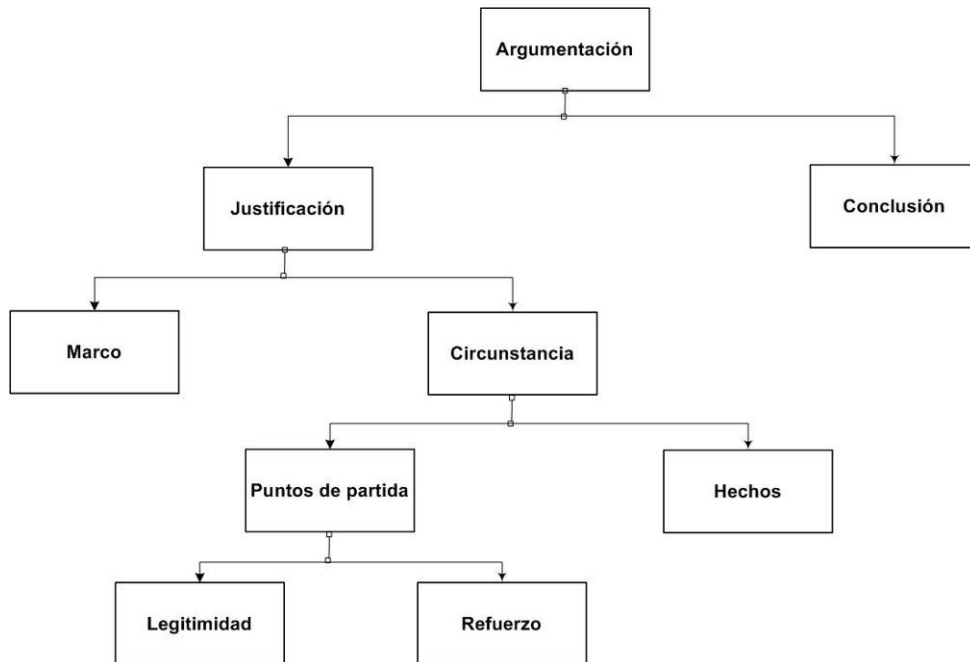 Argumentación
Justificación
Conclusión
Marco
Circunstancia
Puntos de partida
Hechos
Legitimidad
Refuerzo